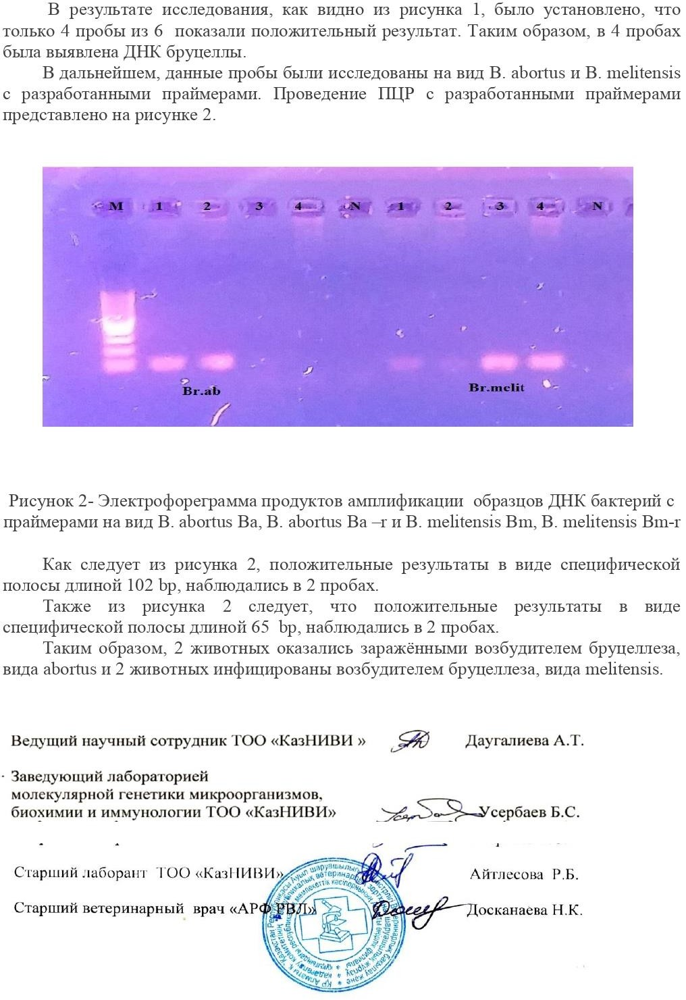 В результате исследования, как видно из рисунка 1, было установлено, что
только 4 пробы из 6 показали положительный результат. Таким образом, в 4 пробах
была выявлена ДНК бруцеллы.
В дальнейшем, данные пробы были исследованы на вид B. abortus и B. melitensis
с разработанными праймерами. Проведение ПЦР с разработанными праймерами
представлено на рисунке 2.
M 1 2 3 4 N 1 2 3 4 N
Br.ab Br.melit
Рисунок 2- Электрофореграмма продуктов амплификации образцов ДНК бактерий с
праймерами на вид B. abortus Ba, B. abortus Ba –r и B. melitensis Bm, B. melitensis Bm-r
Как следует из рисунка 2, положительные результаты в виде специфической
полосы длиной 102 bp, наблюдались в 2 пробах.
Также из рисунка 2 следует, что положительные результаты в виде
специфической полосы длиной 65 bp, наблюдались в 2 пробах.
Таким образом, 2 животных оказались заражёнными возбудителем бруцеллеза,
вида abortus и 2 животных инфицированы возбудителем бруцеллеза, вида melitensis.
Ведущий научный сотрудник ТОО «КазНИВИ » Даугалиева А.Т.
Заведующий лабораторией
молекулярной генетики микроорганизмов,
биохимии и иммунологии ТОО «КазНИВИ» Усербаев Б.С.
Старший лаборант ТОО «КазНИВИ» Айтлесова Р.Б.
Старший ветеринарный врач «АРФ РВЛ» Досканаева Н.К.